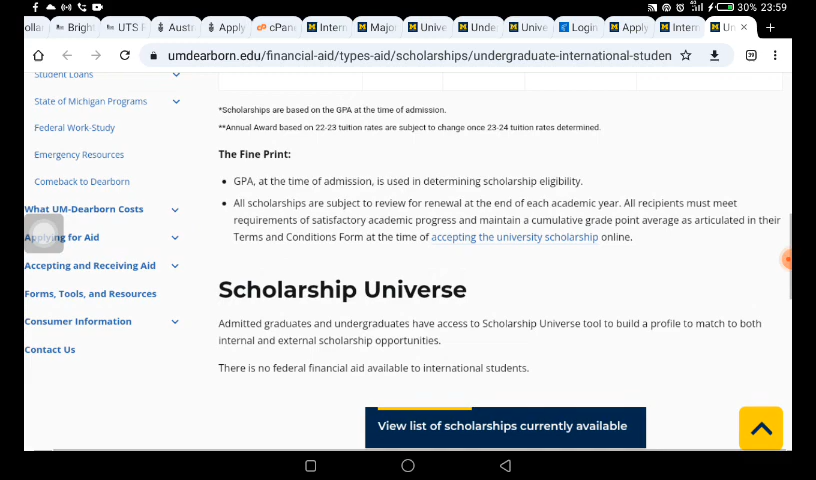 30% 23:59
ollar
Bright
UTS F
Austr
Apply
cPane
Intern
Major
Unive
Unde
Unive
Login
Apply
Intern
Un
umdearborn.edu/financial-aid/types-aid/scholarships/undergraduate-international-studen
Student Loans
State of Michigan Programs
Federal Work-Study
Emergency Resources
Comeback to Dearborn
What UM-Dearborn Costs
Applying for Aid
Accepting and Receiving Aid
Forms, Tools, and Resources
Consumer Information
Contact Us
*Scholarships are based on the GPA at the time of admission.
**Annual Award based on 22-23 tuition rates are subject to change once 23-24 tuition rates determined.
The Fine Print:
• GPA, at the time of admission, is used in determining scholarship eligibility.
• All scholarships are subject to review for renewal at the end of each academic year. All recipients must meet
requirements of satisfactory academic progress and maintain a cumulative grade point average as articulated in their
Terms and Conditions Form at the time of accepting the university scholarship online.
Scholarship Universe
Admitted graduates and undergraduates have access to Scholarship Universe tool to build a profile to match to both
internal and external scholarship opportunities.
There is no federal financial aid available to international students.
View list of scholarships currently available